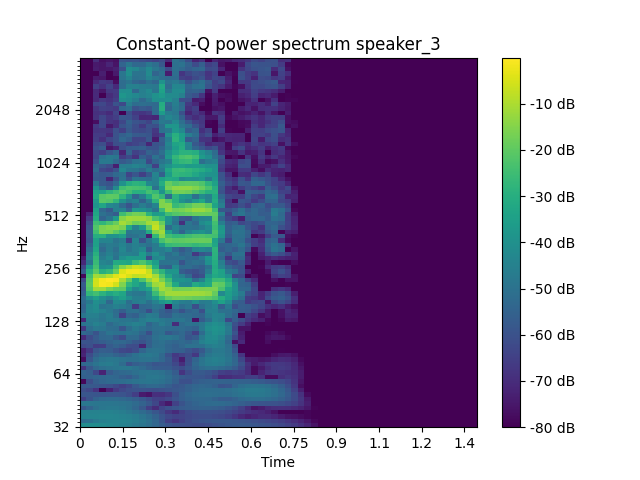 Constant-Q power spectrum speaker_3
Hz
2048
1024
512
256
128
64
32
0 0.15 0.3 0.45 0.6 0.75 0.9 1.1 1.2 1.4
Time
-10 dB
-20 dB
-30 dB
-40 dB
-50 dB
-60 dB
-70 dB
-80 dB